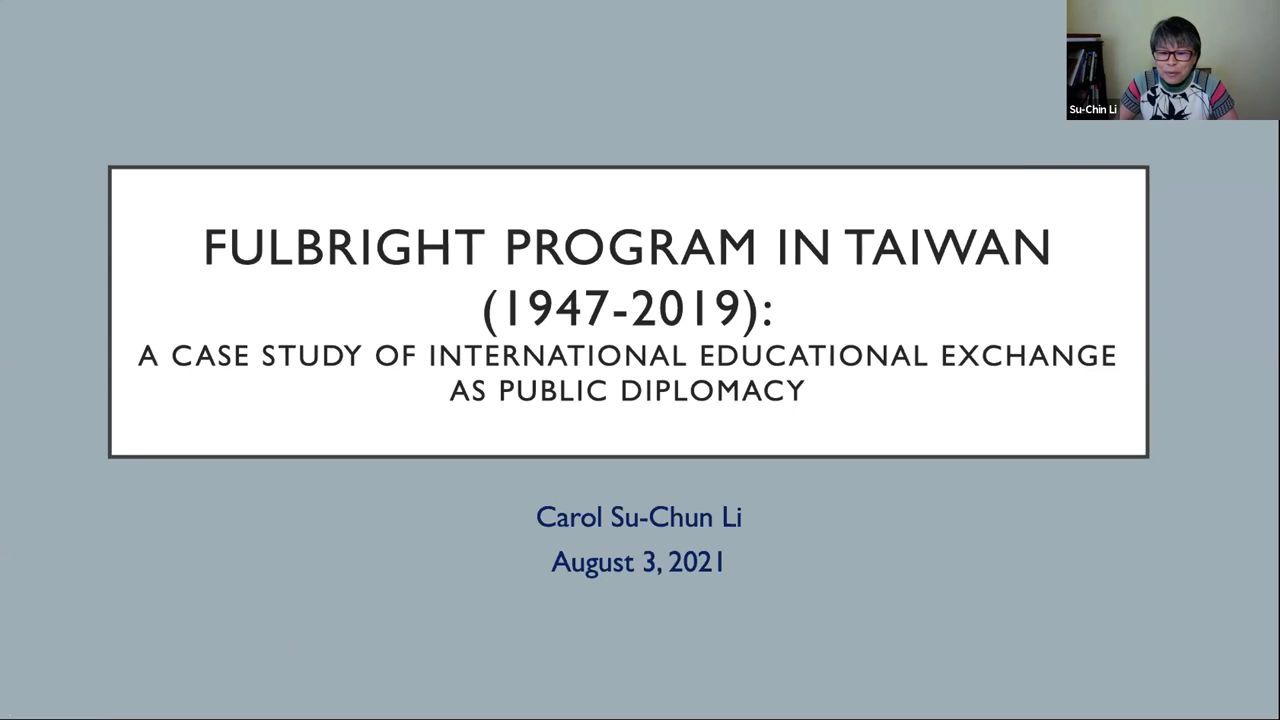 Su-Chin Li
FULBRIGHT PROGRAM IN TAIWAN
(1947-2019):
A CASE STUDY OF INTERNATIONAL EDUCATIONAL EXCHANGE
AS PUBLIC DIPLOMACY
Carol Su-Chun Li
August 3, 2021